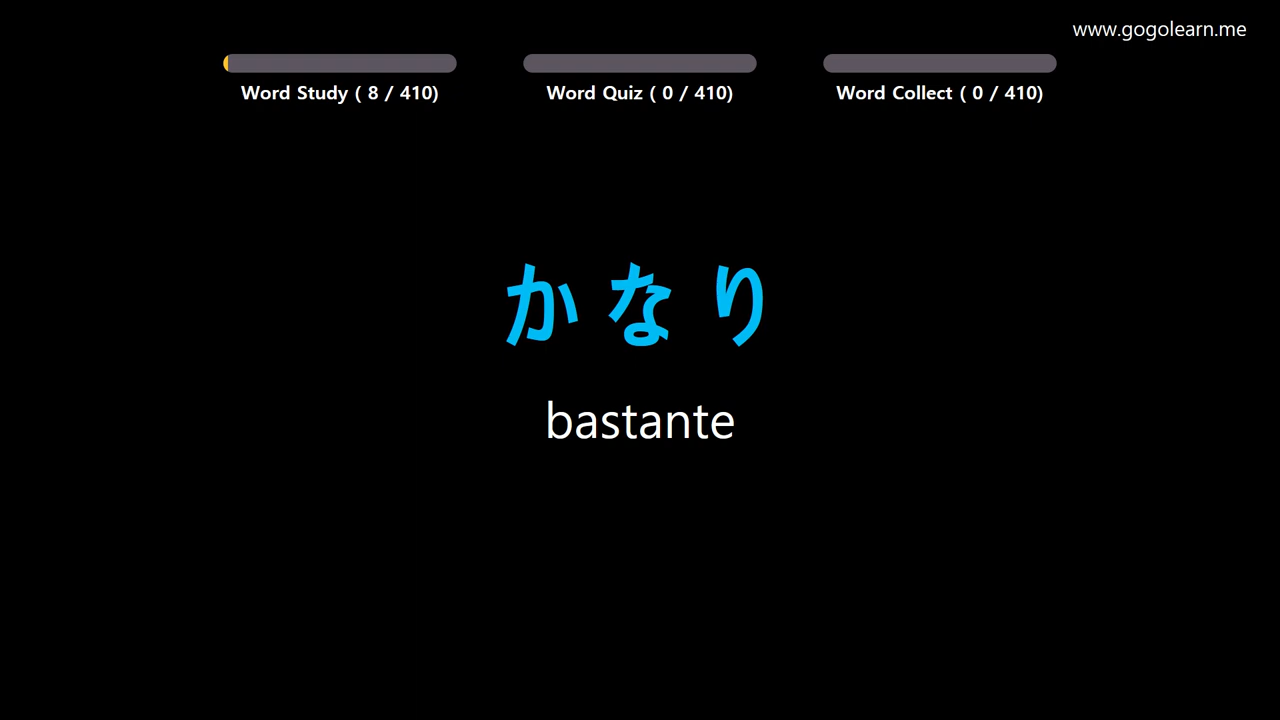 www.gogolearn.me
Word Study ( 8 / 410)
Word Quiz ( 0 / 410)
Word Collect ( 0 / 410)
かなり
bastante